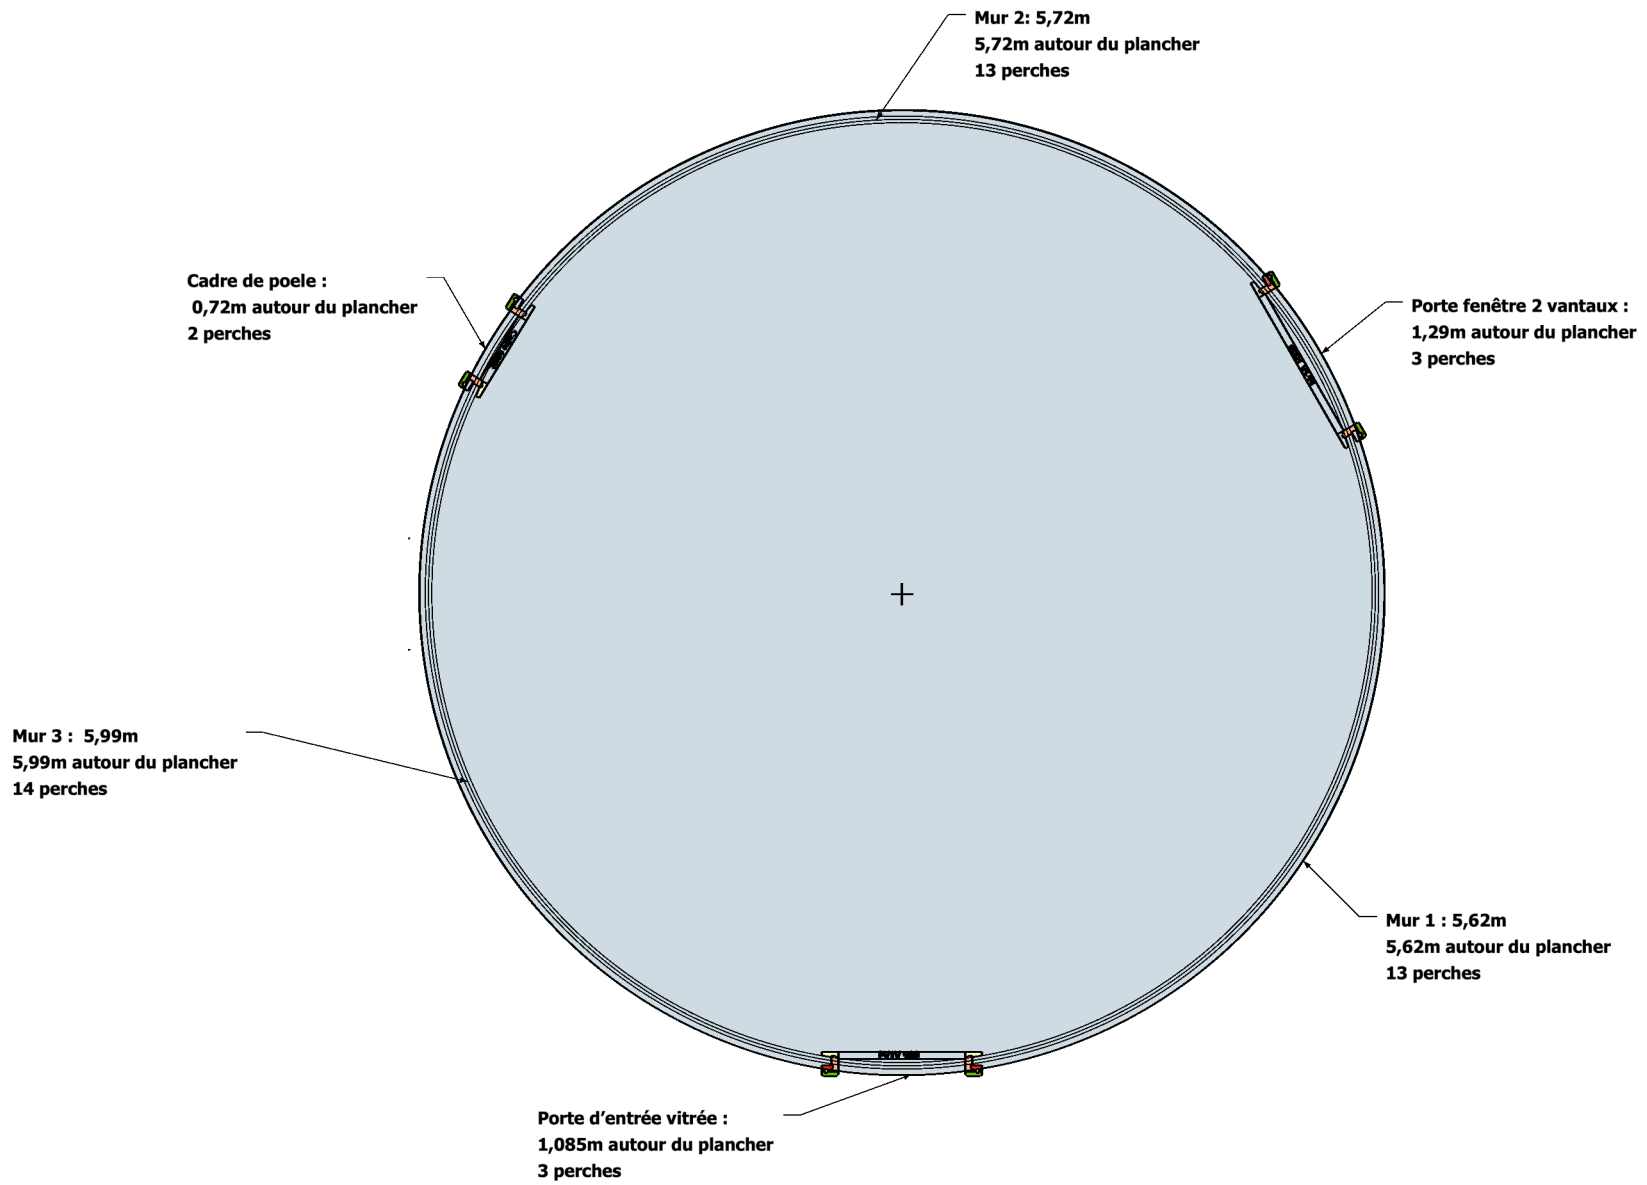 Mur 2: 5,72m
5,72m autour du plancher
13 perches
Cadre de poele :
0,72m autour du plancher
2 perches
Porte fenêtre 2 vantaux :
1,29m autour du plancher
3 perches
Mur 3 : 5,99m
5,99m autour du plancher
14 perches
Mur 1 : 5,62m
5,62m autour du plancher
13 perches
Porte d’entrée vitrée :
1,085m autour du plancher
3 perches